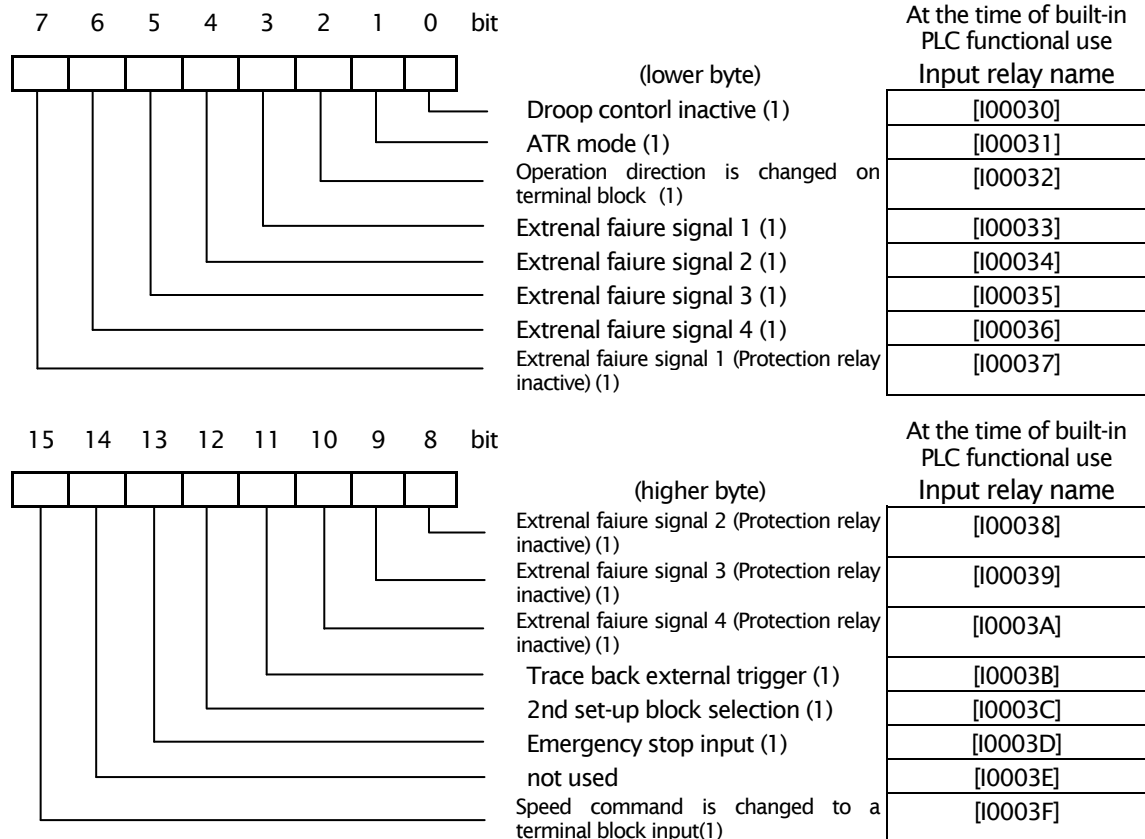 At the time of built-in
PLC functional use
7 6 5 4 3 2 1 0 bit
(lower byte) Input relay name
Droop contorl inactive (1) [I00030]
ATR mode (1) [I00031]
Operation direction is changed on [I00032]
terminal block (1)
Extrenal faiure signal 1 (1) [I00033]
Extrenal faiure signal 2 (1) [I00034]
Extrenal faiure signal 3 (1) [I00035]
Extrenal faiure signal 4 (1) [I00036]
Extrenal faiure signal 1 (Protection relay [I00037]
inactive) (1)
At the time of built-in
PLC functional use
15 14 13 12 11 10 9 8 bit
(higher byte) Input relay name
Extrenal faiure signal 2 (Protection relay [I00038]
inactive) (1)
Extrenal faiure signal 3 (Protection relay [I00039]
inactive) (1)
Extrenal faiure signal 4 (Protection relay [I0003A]
inactive) (1)
Trace back external trigger (1) [I0003B]
2nd set-up block selection (1) [I0003C]
Emergency stop input (1) [I0003D]
not used [I0003E]
Speed command is changed to a [I0003F]
terminal block input(1)